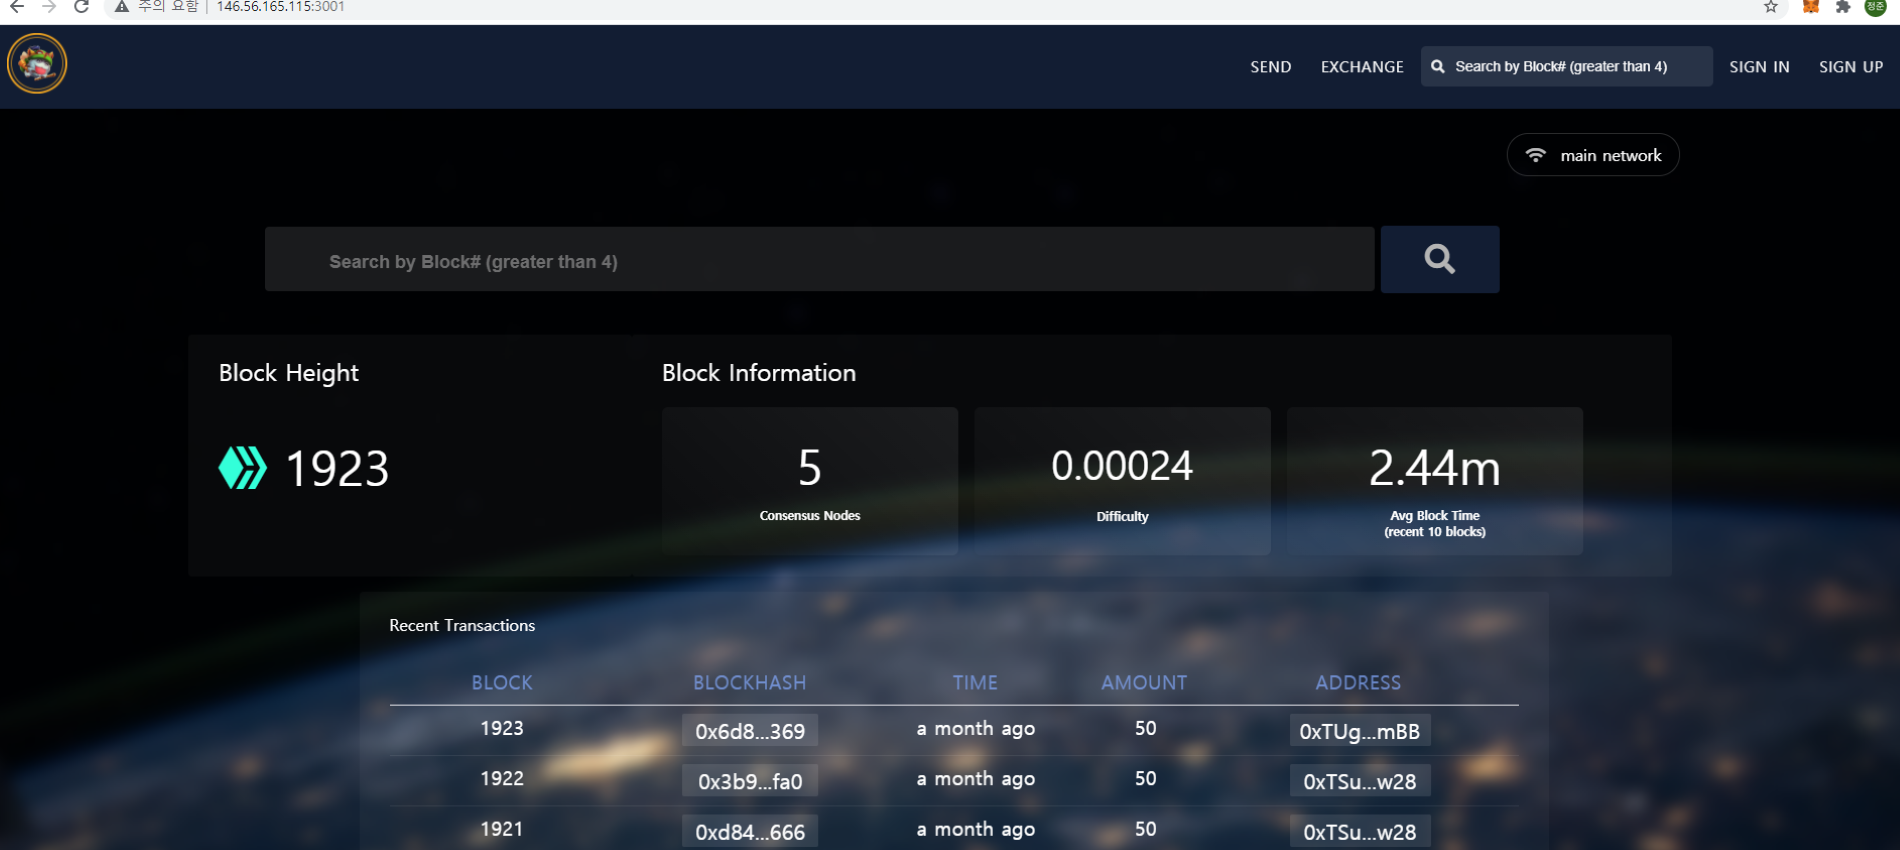 주의 요함 | 146.56.165.115:3001
정준
SEND EXCHANGE Search by Block# (greater than 4) SIGN IN SIGN UP
main network
Search by Block# (greater than 4)
Block Height
1923
Block Information
5
Consensus Nodes
0.00024
Difficulty
2.44m
Avg Block Time
(recent 10 blocks)
Recent Transactions
BLOCK BLOCKHASH TIME AMOUNT ADDRESS
1923 0x6d8...369 a month ago 50 0xTUg...mBB
1922 0x3b9...fa0 a month ago 50 0xTSu...w28
1921 0xd84...666 a month ago 50 0xTSu...w28